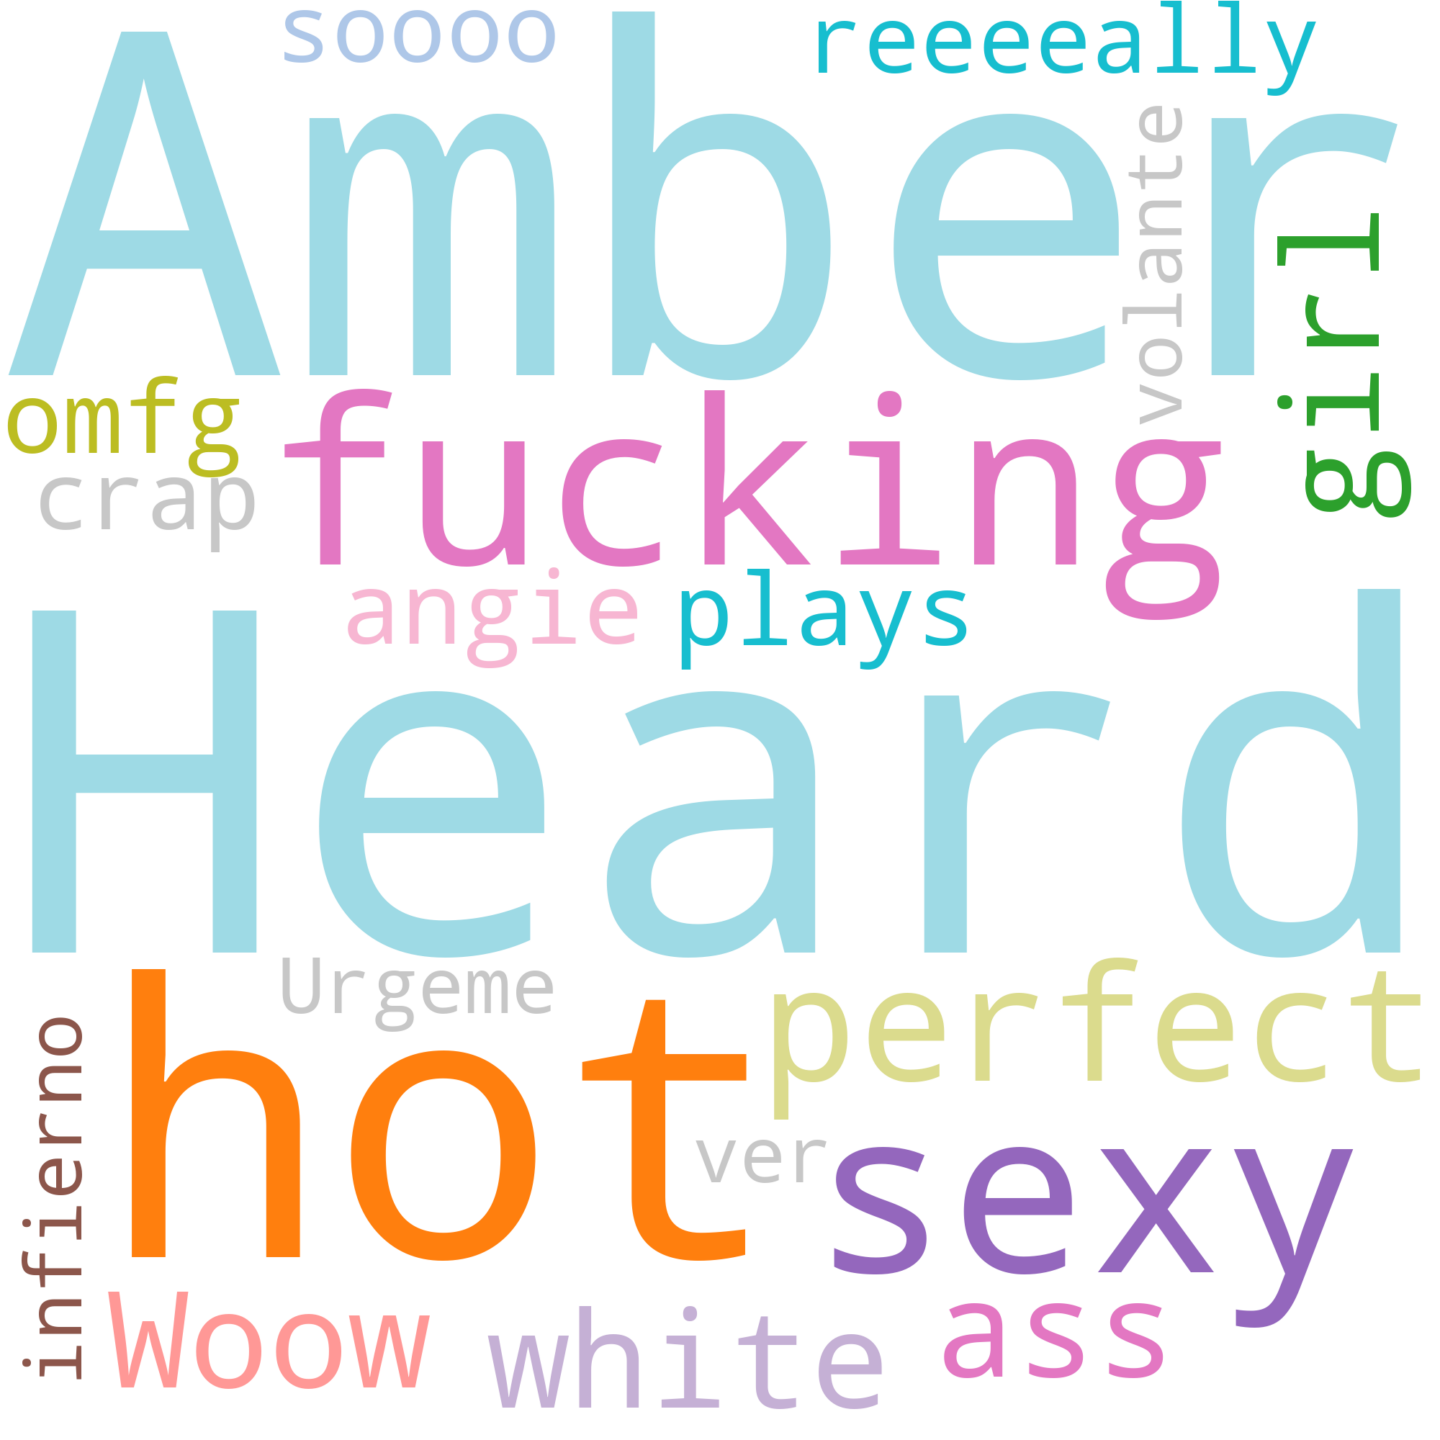 soooo
reeeeally
Amber
volante
girl
omfg
fucking
crap
angie
plays
Heard
Urgeme
perfect
hot
infierno
ver
sexy
Woow
white
ass